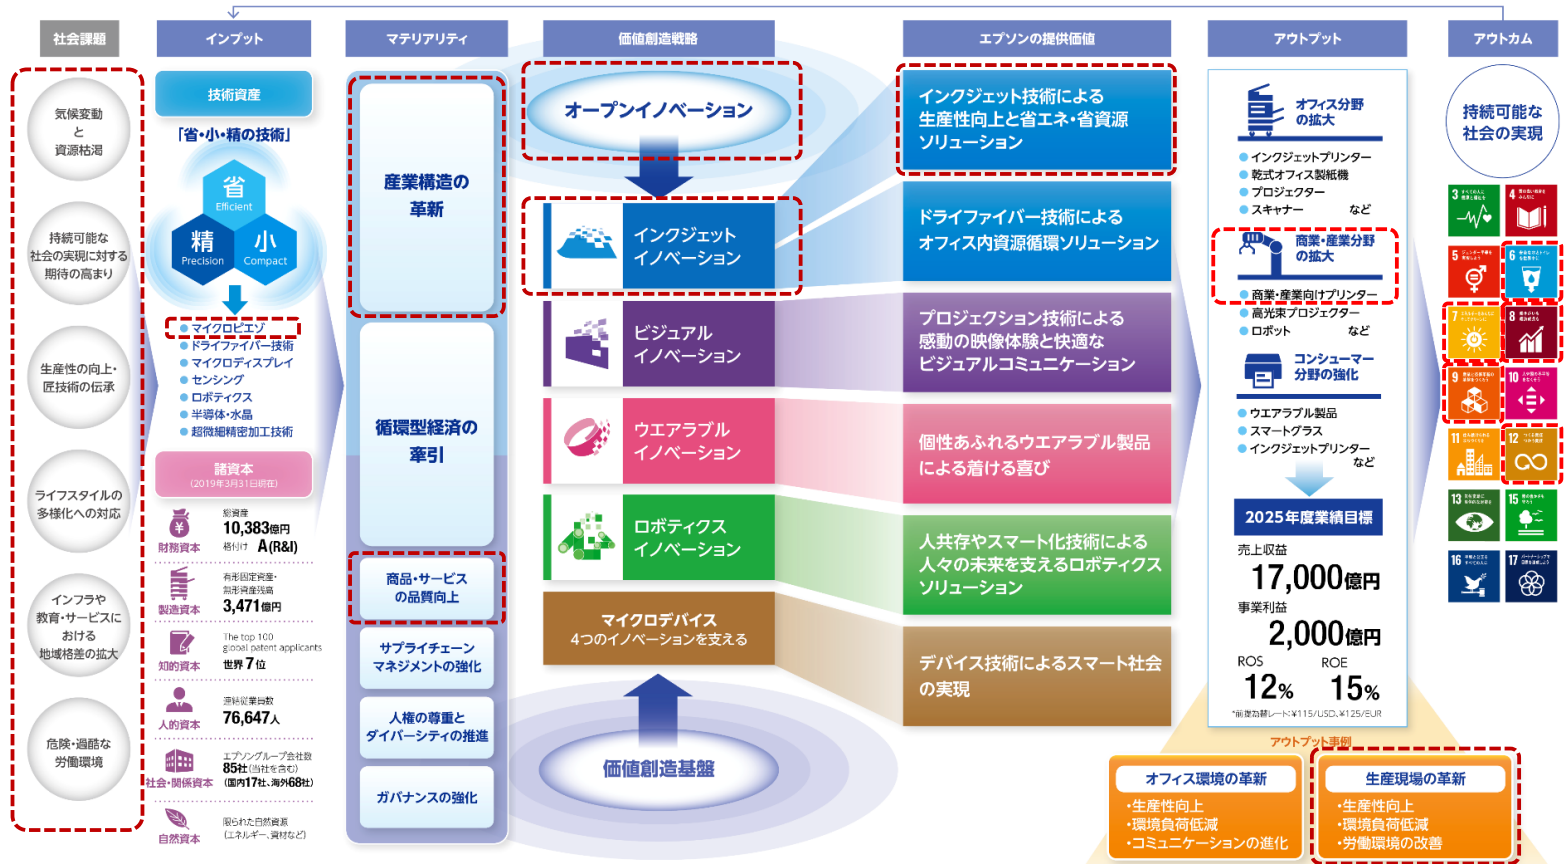 社会課題
気候変動
と
資源枯渇
持続可能な
社会の実現に対する
期待の高まり
生産性の向上・
匠技術の伝承
ライフスタイルの
多様化への対応
インフラや
教育・サービスに
おける
地域格差の拡大
危険・過酷な
労働環境
インプット
技術資産
「省・小・精の技術」
省
Efficient
精
Precision
小
Compact
マイクロピエゾ
ドライファイバー技術
マイクロディスプレイ
センシング
ロボティクス
半導体・水晶
超微細精密加工技術
諸資本
(2019年3月31日現在)
財務資本
総資産
10,383億円
格付け A(R&I)
製造資本
有形固定資産・
無形資産残高
3,471億円
知的資本
The top 100
global patent applicants
世界7位
人的資本
連結従業員数
76,647人
社会・関係資本
エプソングループ会社数
85社(当社を含む)
(国内17社、海外68社)
自然資本
限られた自然資源
(エネルギー、資材など)
マテリアリティ
産業構造の
革新
循環型経済の
牽引
商品・サービス
の品質向上
サプライチェーン
マネジメントの強化
人権の尊重と
ダイバーシティの推進
ガバナンスの強化
価値創造戦略
オープンイノベーション
インクジェット
イノベーション
ビジュアル
イノベーション
ウエアラブル
イノベーション
ロボティクス
イノベーション
マイクロデバイス
4つのイノベーションを支える
価値創造基盤
エプソンの提供価値
インクジェット技術による
生産性向上と省エネ・省資源
ソリューション
ドライファイバー技術による
オフィス内資源循環ソリューション
プロジェクション技術による
感動の映像体験と快適な
ビジュアルコミュニケーション
個性あふれるウエアラブル製品
による着ける喜び
人共存やスマート化技術による
人々の未来を支えるロボティクス
ソリューション
デバイス技術によるスマート社会
の実現
アウトプット
オフィス分野
の拡大
インクジェットプリンター
乾式オフィス製紙機
プロジェクター
スキャナー など
商業・産業分野
の拡大
商業・産業向けプリンター
高光束プロジェクター
ロボット など
コンシューマー
分野の強化
ウエアラブル製品
スマートグラス
インクジェットプリンター
など
2025年度業績目標
売上収益
17,000億円
事業利益
2,000億円
ROS
12%
ROE
15%
*前提為替レート:¥115/USD、¥125/EUR
アウトプット事例
オフィス環境の革新
・生産性向上
・環境負荷低減
・コミュニケーションの進化
生産現場の革新
・生産性向上
・環境負荷低減
・労働環境の改善
アウトカム
持続可能な
社会の実現
3
4
5
6
7
8
9
10
11
12
13
15
16
17